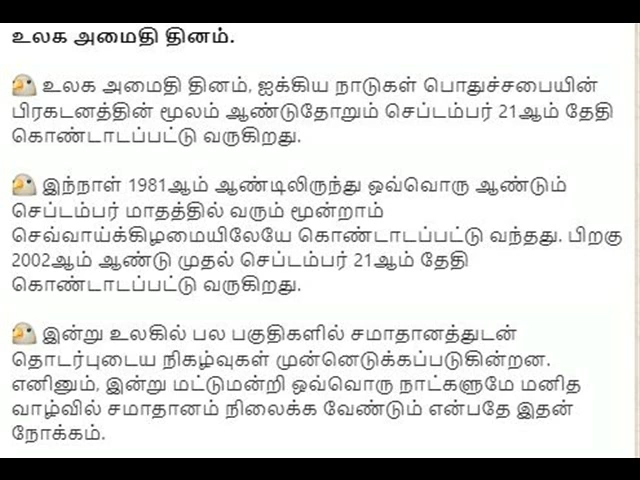 உலக அமைதி தினம்.
உலக அமைதி தினம், ஐக்கிய நாடுகள் பொதுச்சபையின்
பிரகடனத்தின் மூலம் ஆண்டுதோறும் செப்டம்பர் 21ஆம் தேதி
கொண்டாடப்பட்டு வருகிறது.
இந்நாள் 1981ஆம் ஆண்டிலிருந்து ஒவ்வொரு ஆண்டும்
செப்டம்பர் மாதத்தில் வரும் மூன்றாம்
செவ்வாய்க்கிழமையிலேயே கொண்டாடப்பட்டு வந்தது. பிறகு
2002ஆம் ஆண்டு முதல் செப்டம்பர் 21ஆம் தேதி
கொண்டாடப்பட்டு வருகிறது.
இன்று உலகில் பல பகுதிகளில் சமாதானத்துடன்
தொடர்புடைய நிகழ்வுகள் முன்னெடுக்கப்படுகின்றன.
எனினும், இன்று மட்டுமன்றி ஒவ்வொரு நாட்களுமே மனித
வாழ்வில் சமாதானம் நிலைக்க வேண்டும் என்பதே இதன்
நோக்கம்.